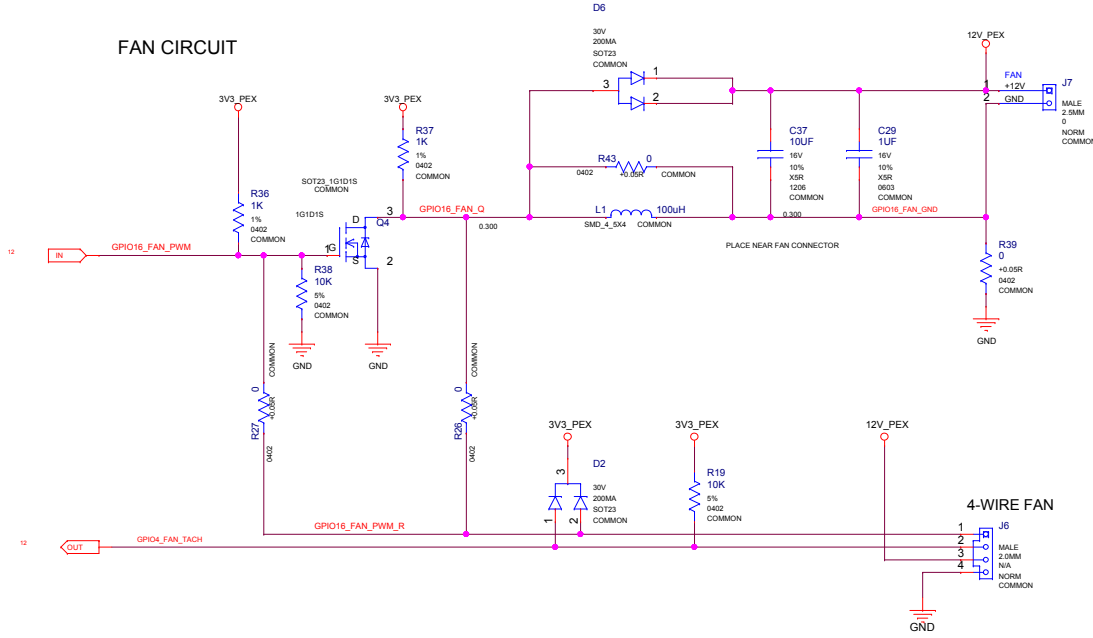 D6
30V
200MA
SOT23
COMMON
FAN CIRCUIT
12V_PEX
3
1
2
FAN
1
+12V
2
GND
J7
MALE
2.5MM
0
NORM
COMMON
3V3_PEX
3V3_PEX
R37
1K
1%
0402
COMMON
C37
10UF
16V
10%
X5R
1206
COMMON
C29
1UF
16V
10%
X5R
0603
COMMON
R43
0
0402
+0.05R
COMMON
SOT23_1G1D1S
COMMON
R36
1K
1%
0402
COMMON
1G1D1S
D
3
Q4
G
1
S
2
GPIO16_FAN_Q
0.300
L1
100uH
SMD_4_5X4
COMMON
0.300
GPIO16_FAN_GND
PLACE NEAR FAN CONNECTOR
12
IN
GPIO16_FAN_PWM
R38
10K
5%
0402
COMMON
R39
0
+0.05R
0402
COMMON
GND
GND
GND
COMMON
0
+0.05R
R27
0402
COMMON
0
+0.05R
R26
0402
3V3_PEX
3V3_PEX
12V_PEX
D2
30V
200MA
SOT23
COMMON
3
1
2
R19
10K
5%
0402
COMMON
4-WIRE FAN
GPIO16_FAN_PWM_R
12
OUT
GPIO4_FAN_TACH
1
2
3
4
J6
MALE
2.0MM
N/A
NORM
COMMON
GND